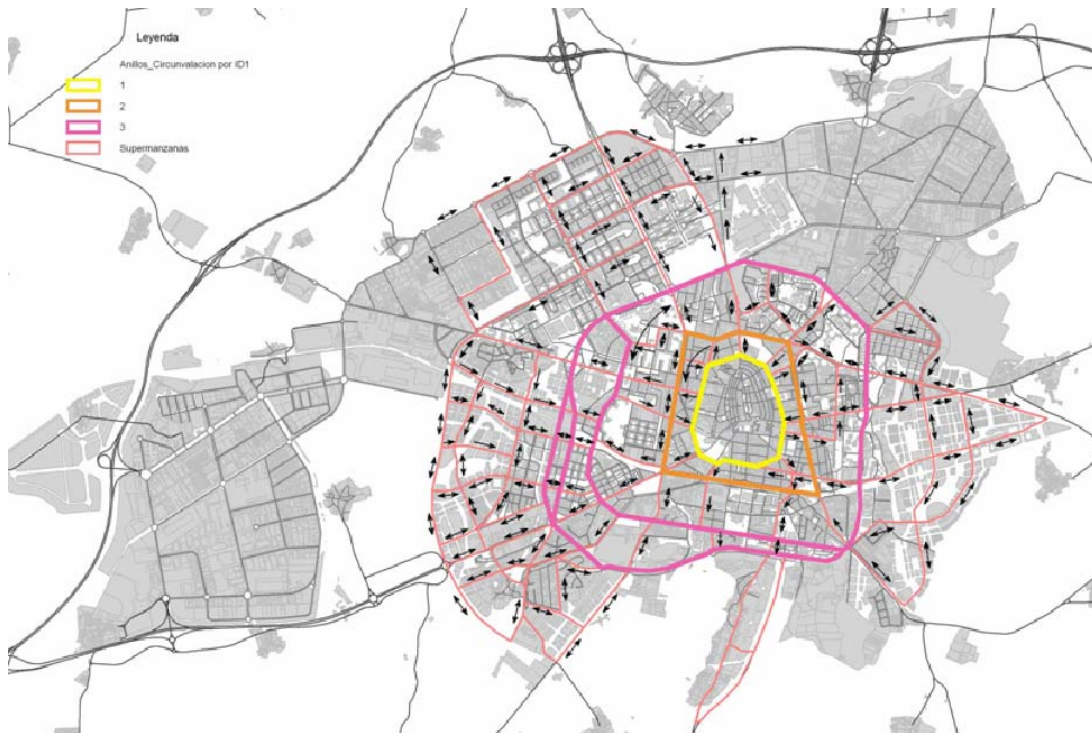 Leyenda
Anillos_Circunvalacion por ID1
1
2
3
Supermanzanas